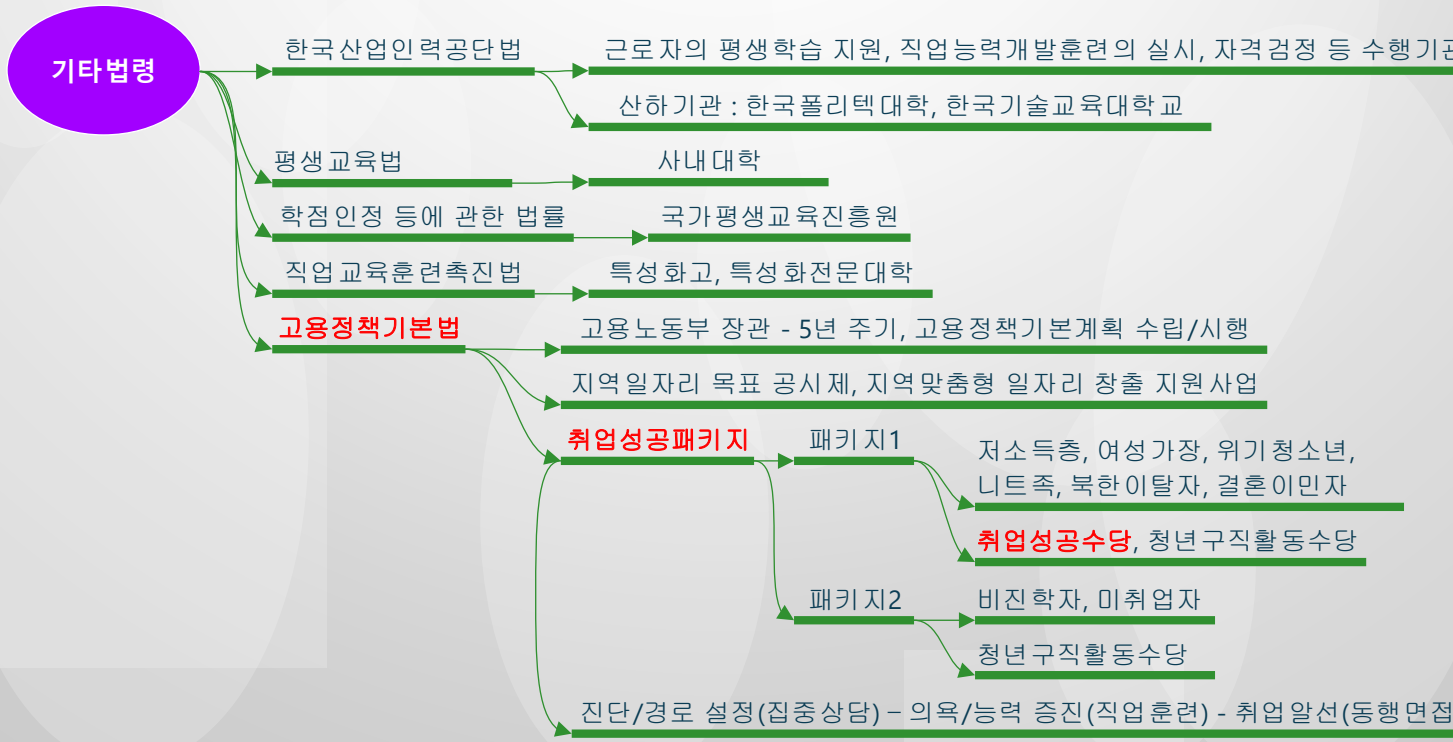 기타법령
한국산업인력공단법
근로자의 평생학습 지원, 직업능력개발훈련의 실시, 자격검정 등 수행기관
산하기관 : 한국폴리텍대학, 한국기술교육대학교
평생교육법
사내대학
학점인정 등에 관한 법률
국가평생교육진흥원
직업교육훈련촉진법
특성화고, 특성화전문대학
고용정책기본법
고용노동부 장관 - 5년 주기, 고용정책기본계획 수립/시행
지역일자리 목표 공시제, 지역맞춤형 일자리 창출 지원사업
취업성공패키지
패키지1
저소득층, 여성가장, 위기청소년,
니트족, 북한이탈자, 결혼이민자
취업성공수당, 청년구직활동수당
패키지2
비진학자, 미취업자
청년구직활동수당
진단/경로 설정(집중상담) – 의욕/능력 증진(직업훈련) - 취업알선(동행면접